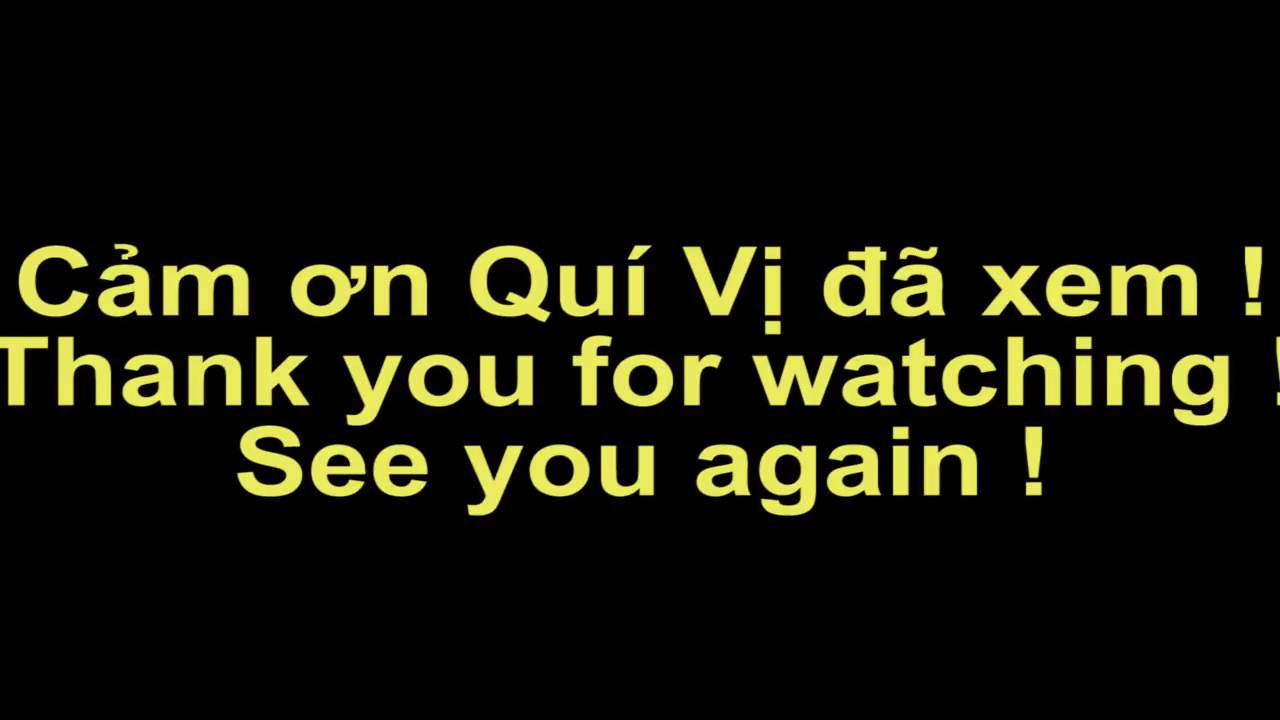 Cảm ơn Quí Vị đã xem !
Thank you for watching !
See you again !